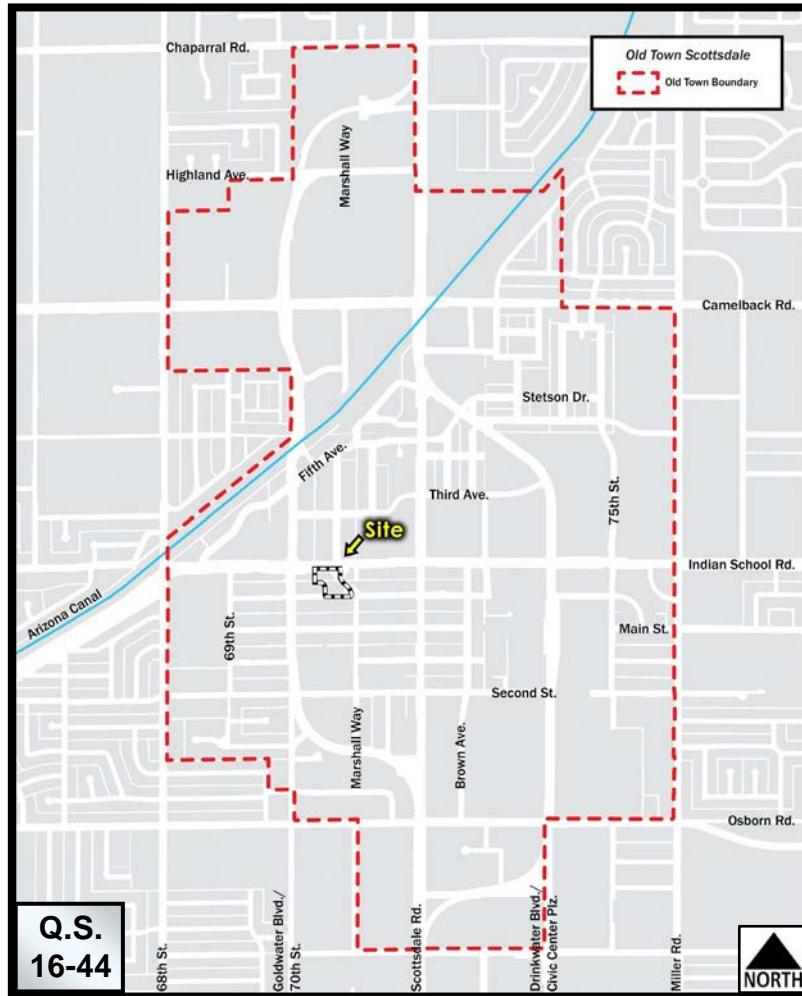 Old Town Scottsdale
Old Town Boundary
Chaparral Rd.
Marshall Way
Highland Ave.
Camelback Rd.
Stetson Dr.
Fifth Ave.
Third Ave.
75th St.
Site
Indian School Rd.
Arizona Canal
69th St.
Main St.
Second St.
Marshall Way
Brown Ave.
Osborn Rd.
Q.S.
16-44
68th St.
Goldwater Blvd./
70th St.
Scottsdale Rd.
Drinkwater Blvd./
Civic Center Plz.
Miller Rd.
NORTH